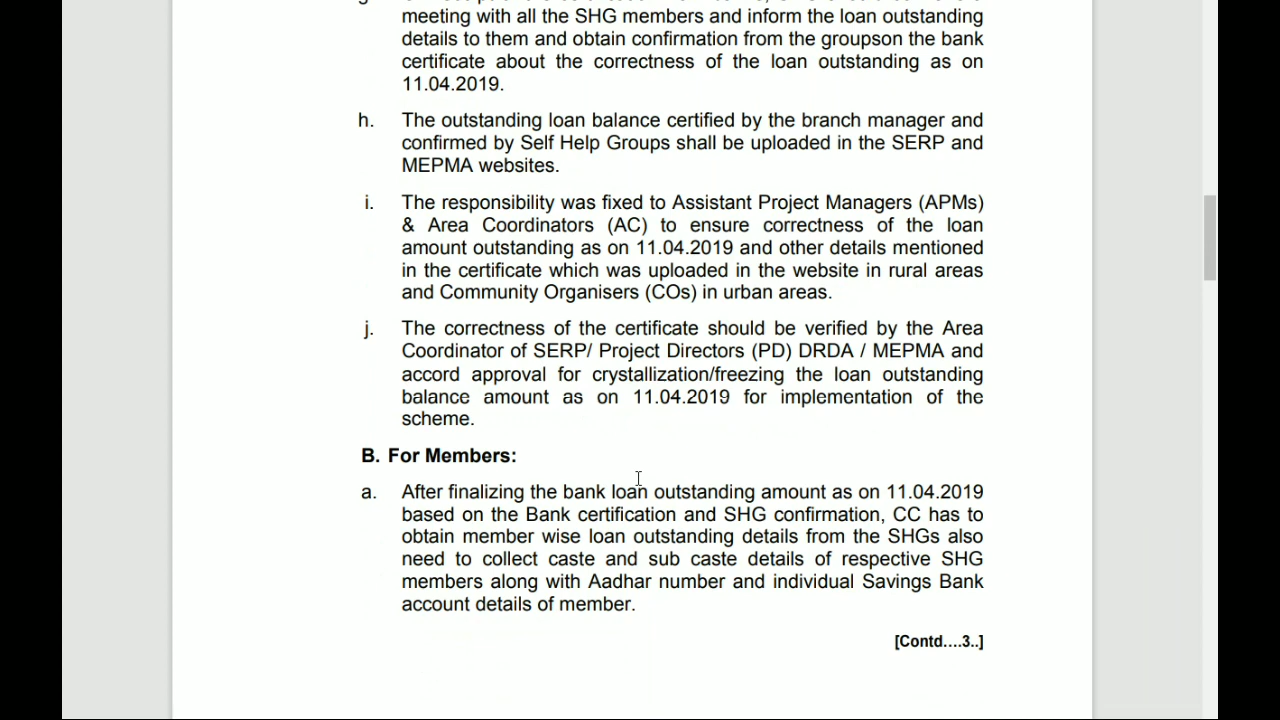 meeting with all the SHG members and inform the loan outstanding
details to them and obtain confirmation from the groupson the bank
certificate about the correctness of the loan outstanding as on
11.04.2019.
h. The outstanding loan balance certified by the branch manager and
confirmed by Self Help Groups shall be uploaded in the SERP and
MEPMA websites.
i. The responsibility was fixed to Assistant Project Managers (APMs)
& Area Coordinators (AC) to ensure correctness of the loan
amount outstanding as on 11.04.2019 and other details mentioned
in the certificate which was uploaded in the website in rural areas
and Community Organisers (COs) in urban areas.
j. The correctness of the certificate should be verified by the Area
Coordinator of SERP/ Project Directors (PD) DRDA / MEPMA and
accord approval for crystallization/freezing the loan outstanding
balance amount as on 11.04.2019 for implementation of the
scheme.
B. For Members:
a. After finalizing the bank loan outstanding amount as on 11.04.2019
based on the Bank certification and SHG confirmation, CC has to
obtain member wise loan outstanding details from the SHGs also
need to collect caste and sub caste details of respective SHG
members along with Aadhar number and individual Savings Bank
account details of member.
[Contd....3..]